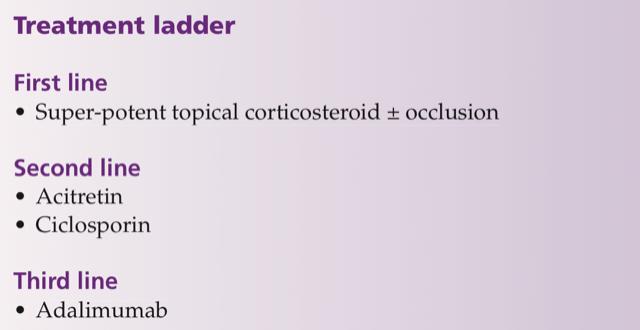 Treatment ladder
First line
• Super-potent topical corticosteroid ± occlusion
Second line
• Acitretin
• Ciclosporin
Third line
• Adalimumab